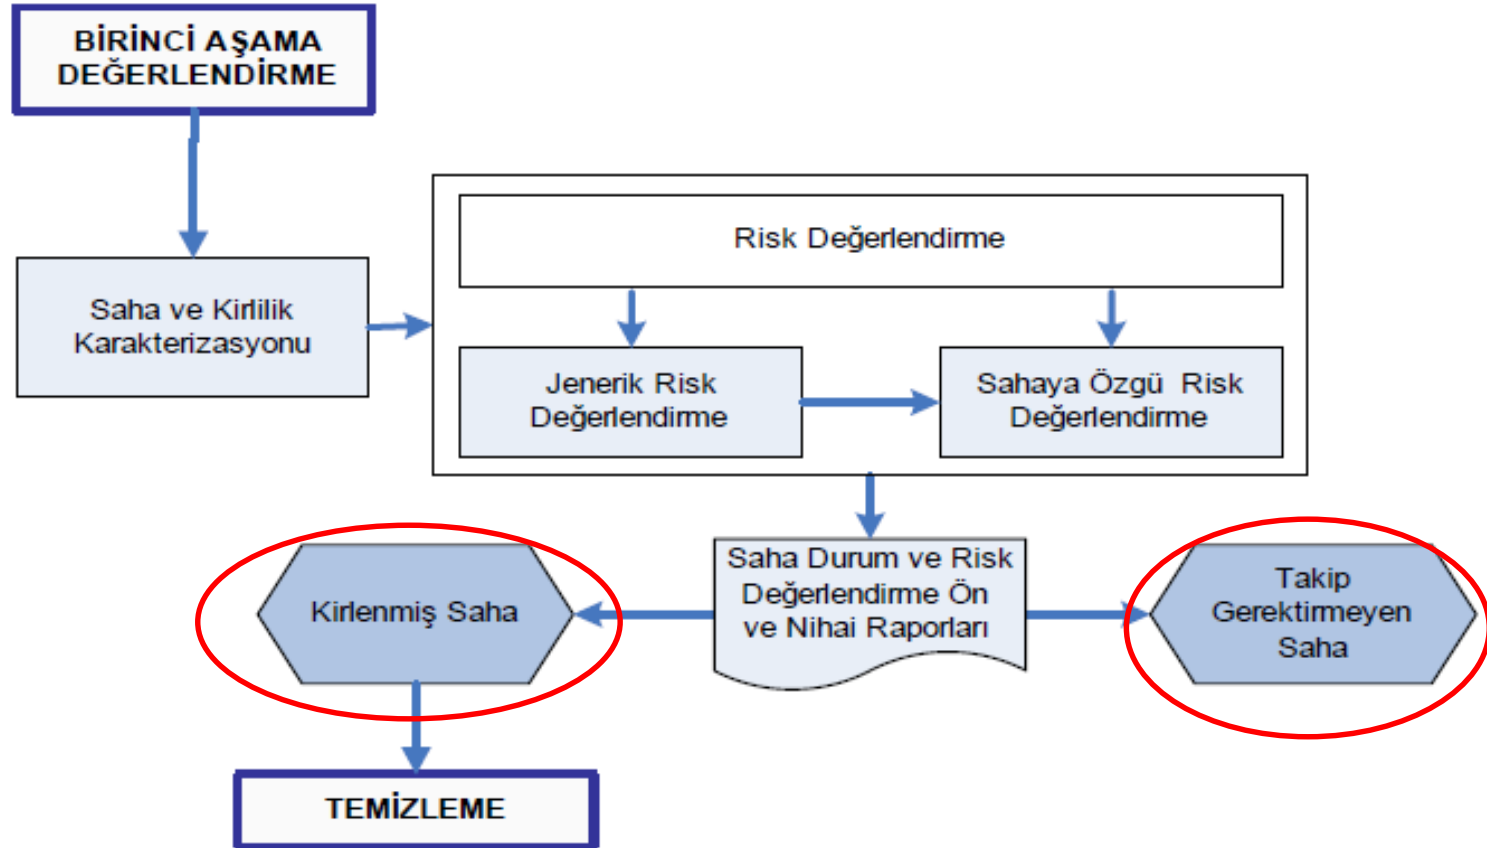 BİRİNCİ AŞAMA
DEĞERLENDİRME
Risk Değerlendirme
Saha ve Kirlilik
Karakterizasyonu
Jenerik Risk
Değerlendirme
Sahaya Özgü Risk
Değerlendirme
Saha Durum ve Risk
Değerlendirme Ön
ve Nihai Raporları
Kirlenmiş Saha
Takip
Gerektirmeyen
Saha
TEMİZLEME